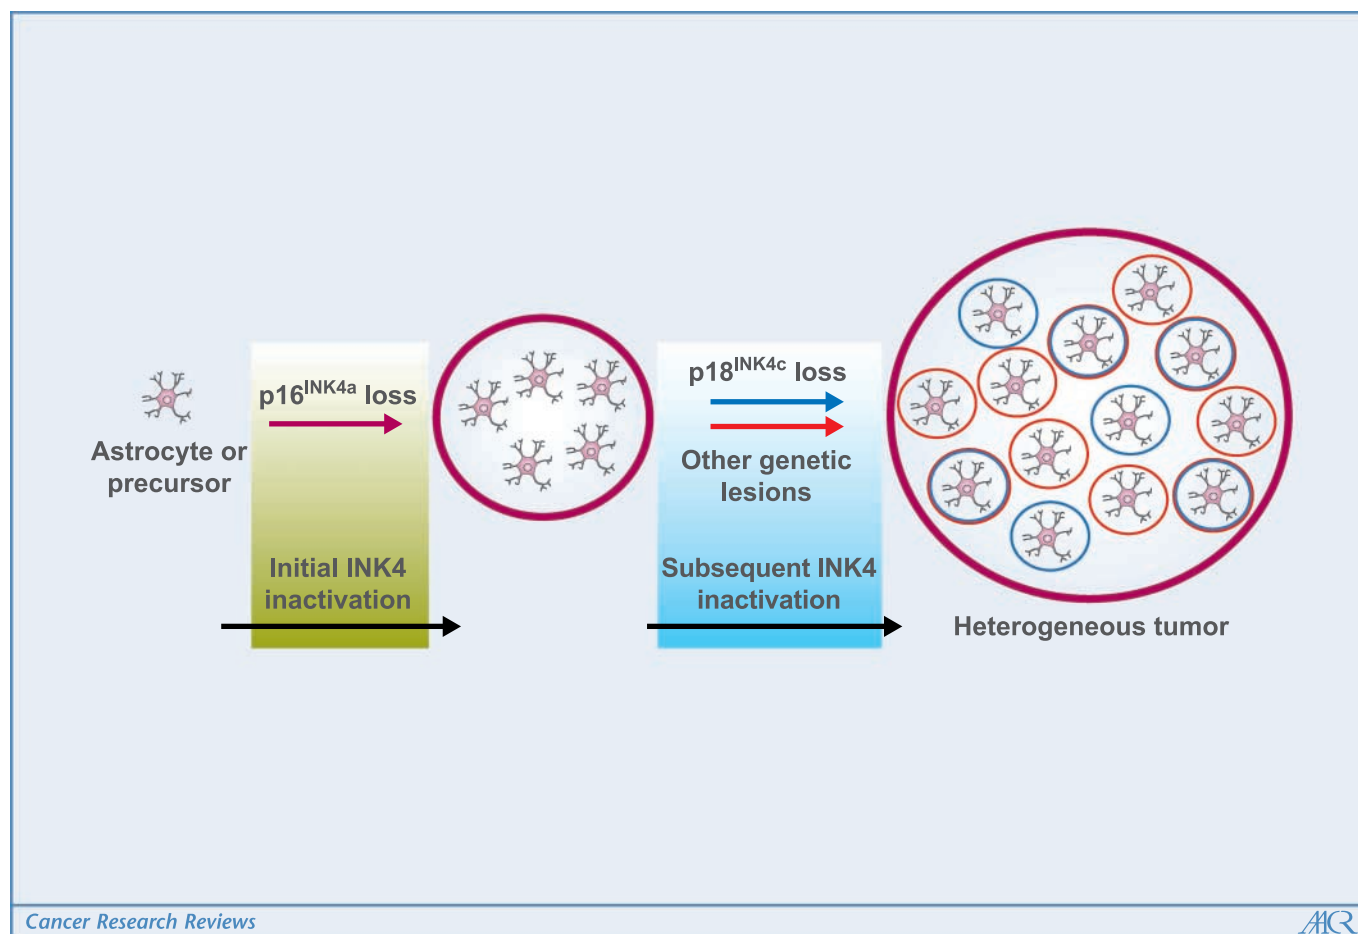 Astrocyte or
precursor
p16INK4a loss
Initial INK4
inactivation
p18INK4c loss
Other genetic
lesions
Subsequent INK4
inactivation
Heterogeneous tumor
Cancer Research Reviews
AACR